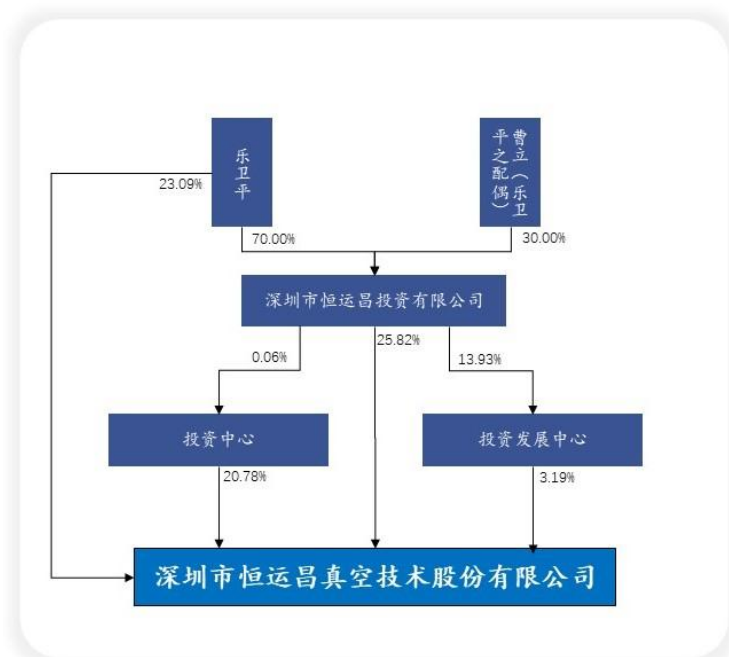 乐卫平
曹立（乐卫
平之配偶）
23.09%
70.00%
30.00%
深圳市恒运昌投资有限公司
0.06%
25.82%
13.93%
投资中心
投资发展中心
20.78%
3.19%
深圳市恒运昌真空技术股份有限公司